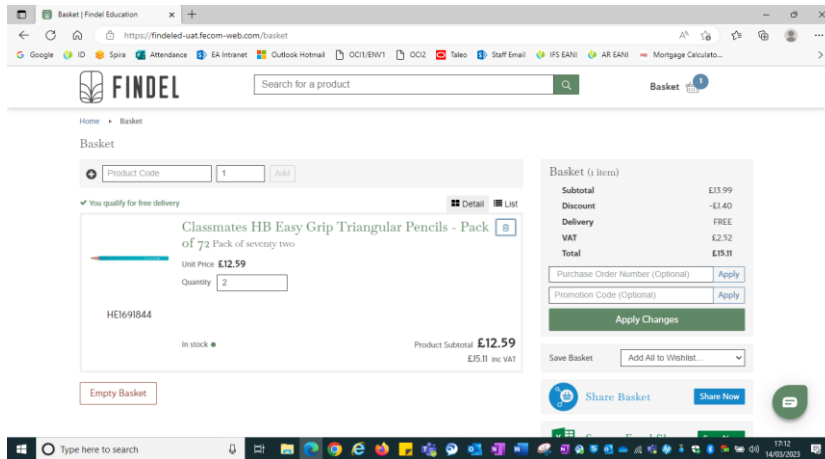 Basket | Findel Education
https://findeled-uat.fecom-web.com/basket
Google ID Spira Attendance EA Intranet Outlook Hotmail OCI1/ENV1 OCI2 Taleo Staff Email IFS EANI AR EANI Mortgage Calculato...
FINDEL
Search for a product
Basket 1
Home Basket
Basket
Product Code 1 Add
You qualify for free delivery
Detail List
Classmates HB Easy Grip Triangular Pencils - Pack
of 72 Pack of seventy two
Unit Price £12.59
Quantity 2
HE1691844
In stock
Product Subtotal £12.59
£15.11 inc VAT
Empty Basket
Basket (1 item)
Subtotal £13.99
Discount -£1.40
Delivery FREE
VAT £2.52
Total £15.11
Purchase Order Number (Optional) Apply
Promotion Code (Optional) Apply
Apply Changes
Save Basket Add All to Wishlist...
Share Basket Share Now
Type here to search
17:12
14/03/2023